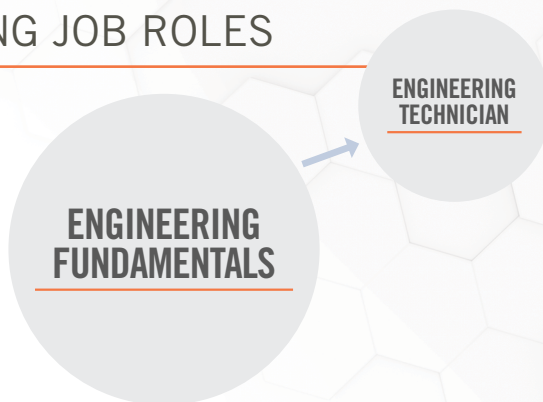 NG JOB ROLES
ENGINEERING
TECHNICIAN
ENGINEERING
FUNDAMENTALS